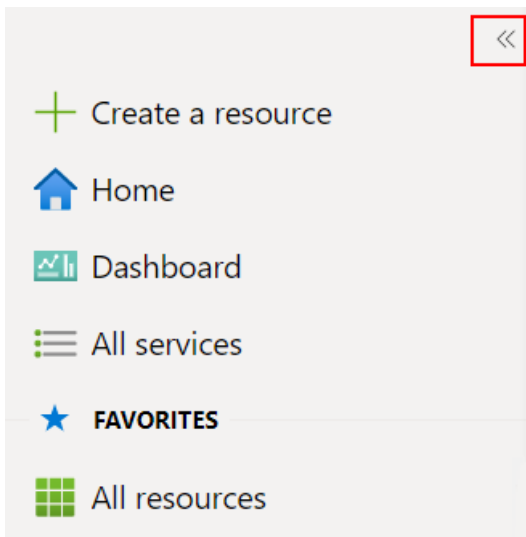 Create a resource
Home
Dashboard
All services
FAVORITES
All resources